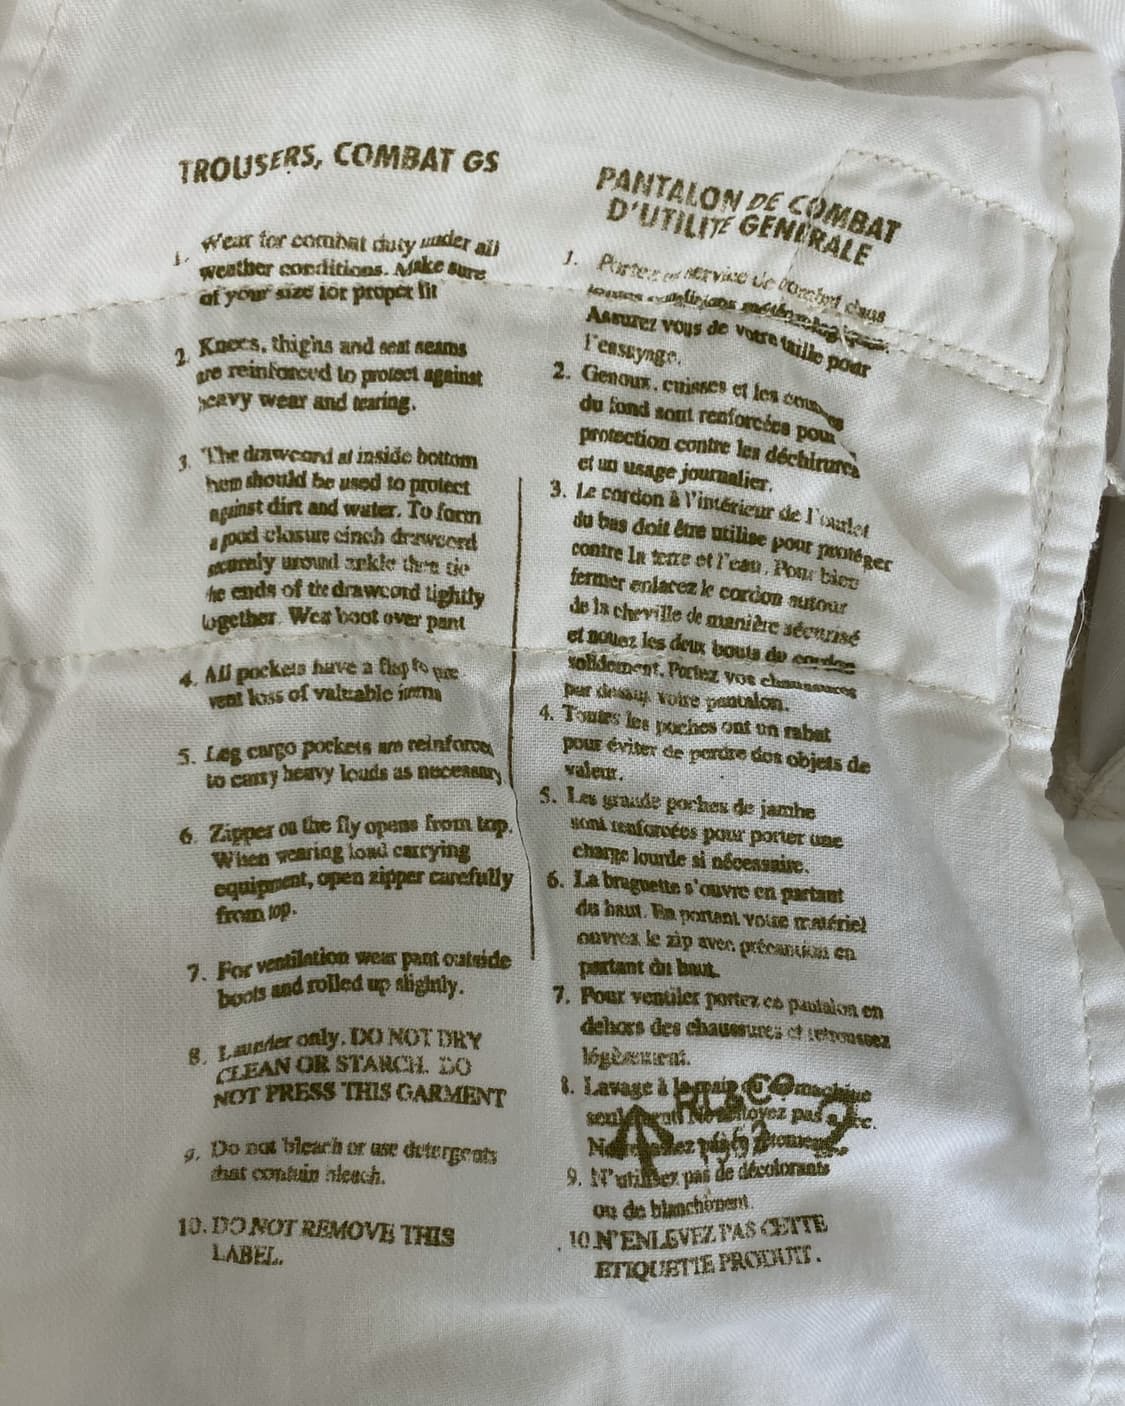 TROUSERS, COMBAT GS
1. Wear for combat duty under all
weather conditions. Make sure
of your size for proper fit
2. Knees, thighs and seat seams
are reinforced to protect against
heavy wear and tearing.
3. The drawcord at inside bottom
hem should be used to protect
against dirt and water. To form
a good closure cinch drawcord
securely around ankle then tie
the ends of the drawcord tightly
together. Wear boot over pant
4. All pockets have a flap to pre
vent loss of valuable items
5. Leg cargo pockets are reinforced
to carry heavy loads as necessary
6. Zipper on the fly opens from top.
When wearing load carrying
equipment, open zipper carefully
from top.
7. For ventilation wear pant outside
boots and rolled up slightly.
8. Launder only. DO NOT DRY
CLEAN OR STARCH. DO
NOT PRESS THIS GARMENT
9. Do not bleach or use detergents
that contain bleach.
10. DO NOT REMOVE THIS
LABEL.
PANTALON DE COMBAT
D'UTILITE GENERALE
1. Portez service de combat dans
toutes conditions
Assurez vous de votre taille pour
l'essayage.
2. Genoux, cuisses et les
du fond sont renforcées pour
protection contre les déchirures
et un usage journalier.
3. Le cordon à l'intérieur de l'ourlet
du bas doit être utilise pour protéger
contre la terre et l'eau. Pour bien
fermer enlacez le cordon autour
de la cheville de manière sécurisé
et nouez les deux bouts du cordon
solidement. Portez vos chaussures
par dessus votre pantalon.
4. Toutes les poches ont un rabat
pour éviter de perdre dos objets de
valeur.
5. Les grande poches de jambe
sont renforcées pour porter une
charge lourde si nécessaire.
6. La braguette s'ouvre en partant
du haut. En portant votre matériel
ouvrez le zip avec précaution en
partant du haut.
7. Pour ventiler portez ce pantalon en
dehors des chaussures et retroussez
légèrement.
8. Lavage à la main ou machine
pas
9. N'utilisez pas de décolorants
ou de blanchiment.
10. N'ENLEVEZ PAS CETTE
ETIQUETTE PRODUIT.